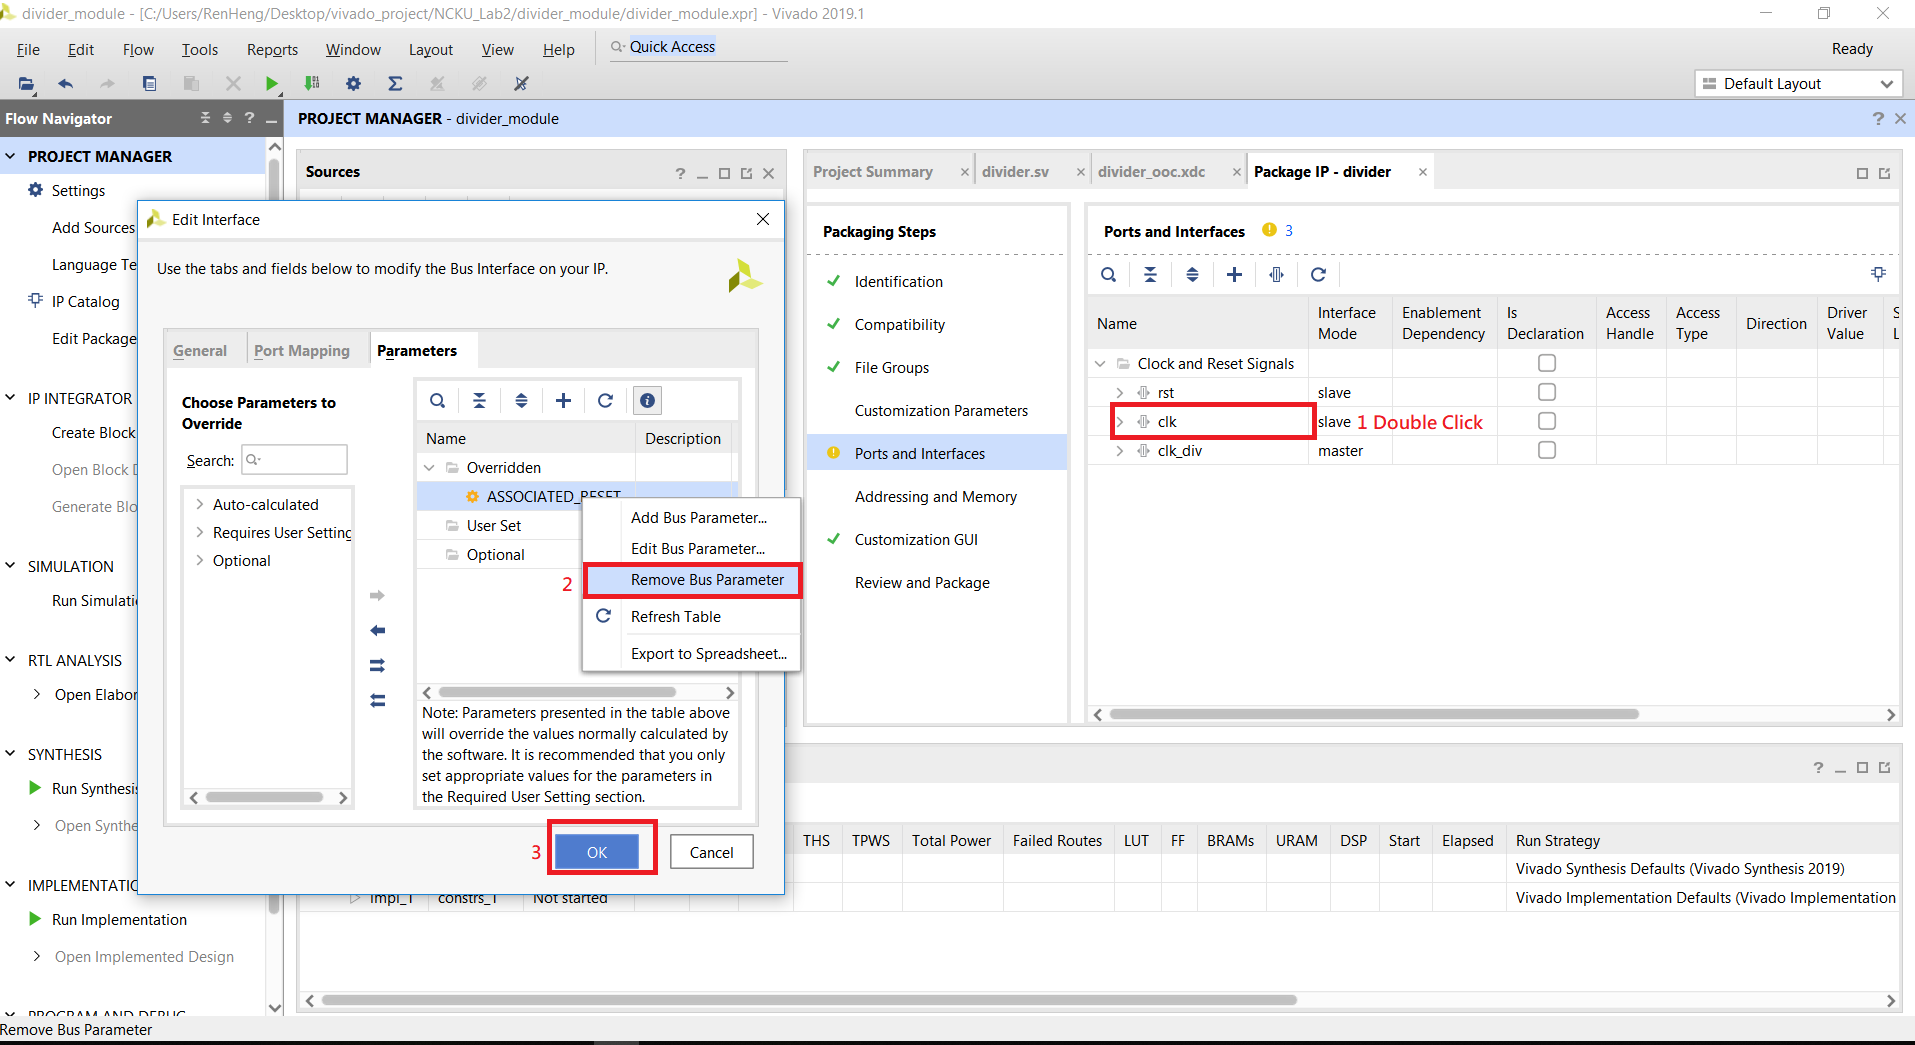 divider_module - [C:/Users/RenHeng/Desktop/vivado_project/NCKU_Lab2/divider_module/divider_module.xpr] - Vivado 2019.1
File Edit Flow Tools Reports Window Layout View Help Quick Access Ready
Default Layout
Flow Navigator
PROJECT MANAGER - divider_module
PROJECT MANAGER
Settings
Add Sources
Language Te
IP Catalog
Edit Package
IP INTEGRATOR
Create Block
Open Block D
Generate Blo
SIMULATION
Run Simulati
RTL ANALYSIS
Open Elabor
SYNTHESIS
Run Synthesis
Open Synthe
IMPLEMENTATIO
Run Implementation
Open Implemented Design
PROGRAM AND DEBUG
Remove Bus Parameter
Sources
Edit Interface
Use the tabs and fields below to modify the Bus Interface on your IP.
General Port Mapping Parameters
Choose Parameters to
Override
Search:
Auto-calculated
Requires User Setting
Optional
Name Description
Overridden
ASSOCIATED_RESET
User Set
Optional
Add Bus Parameter...
Edit Bus Parameter...
2 Remove Bus Parameter
Refresh Table
Export to Spreadsheet...
Note: Parameters presented in the table above
will override the values normally calculated by
the software. It is recommended that you only
set appropriate values for the parameters in
the Required User Setting section.
3 OK Cancel
Project Summary divider.sv divider_ooc.xdc Package IP - divider
Packaging Steps
Identification
Compatibility
File Groups
Customization Parameters
Ports and Interfaces
Addressing and Memory
Customization GUI
Review and Package
Ports and Interfaces 3
Name
Interface
Mode
Enablement
Dependency
Is
Declaration
Access
Handle
Access
Type
Direction
Driver
Value
S
L
Clock and Reset Signals
rst slave
clk slave 1 Double Click
clk_div master
THS TPWS Total Power Failed Routes LUT FF BRAMs URAM DSP Start Elapsed Run Strategy
Vivado Synthesis Defaults (Vivado Synthesis 2019)
impl_1 constrs_1 Not started Vivado Implementation Defaults (Vivado Implementation